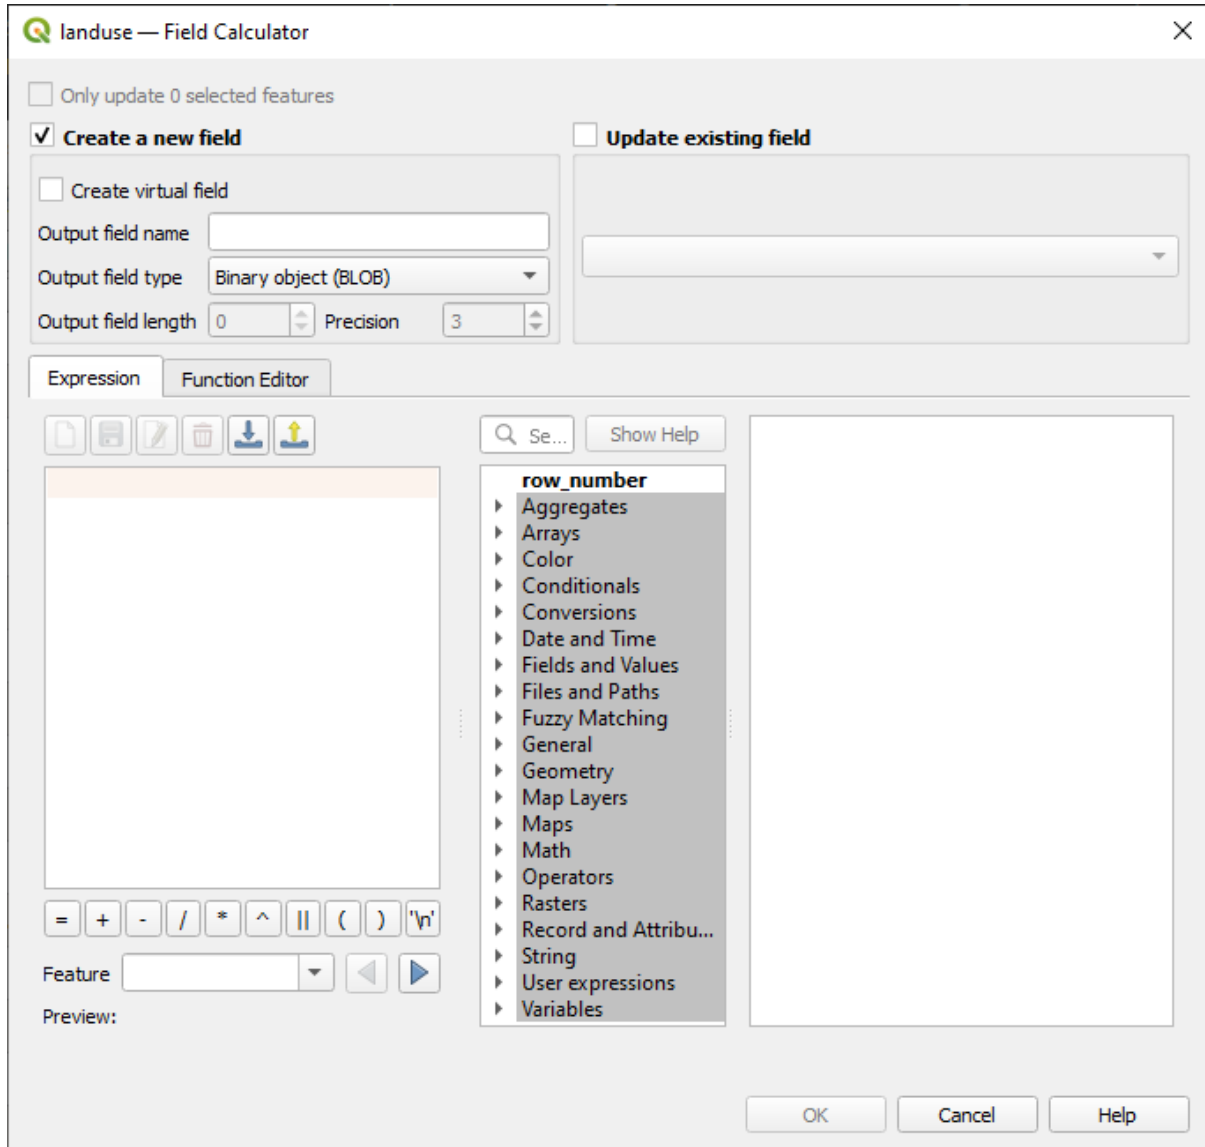 landuse — Field Calculator
Only update 0 selected features
Create a new field
Update existing field
Create virtual field
Output field name
Output field type Binary object (BLOB)
Output field length 0 Precision 3
Expression Function Editor
Se... Show Help
row_number
Aggregates
Arrays
Color
Conditionals
Conversions
Date and Time
Fields and Values
Files and Paths
Fuzzy Matching
General
Geometry
Map Layers
Maps
Math
Operators
Rasters
Record and Attribu...
String
User expressions
Variables
= + - / * ^ || ( ) '\n'
Feature
Preview:
OK Cancel Help